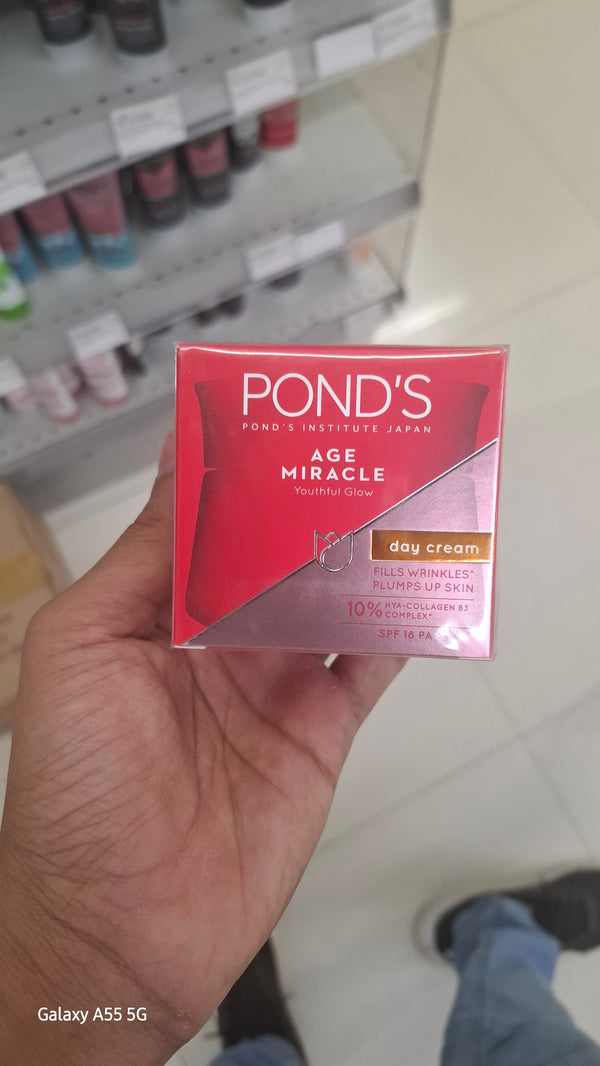 POND'S
POND'S INSTITUTE JAPAN
AGE
MIRACLE
Youthful Glow
day cream
FILLS WRINKLES^
PLUMPS UP SKIN
10% HYA-COLLAGEN B3
COMPLEX*
SPF 18 PA
Galaxy A55 5G